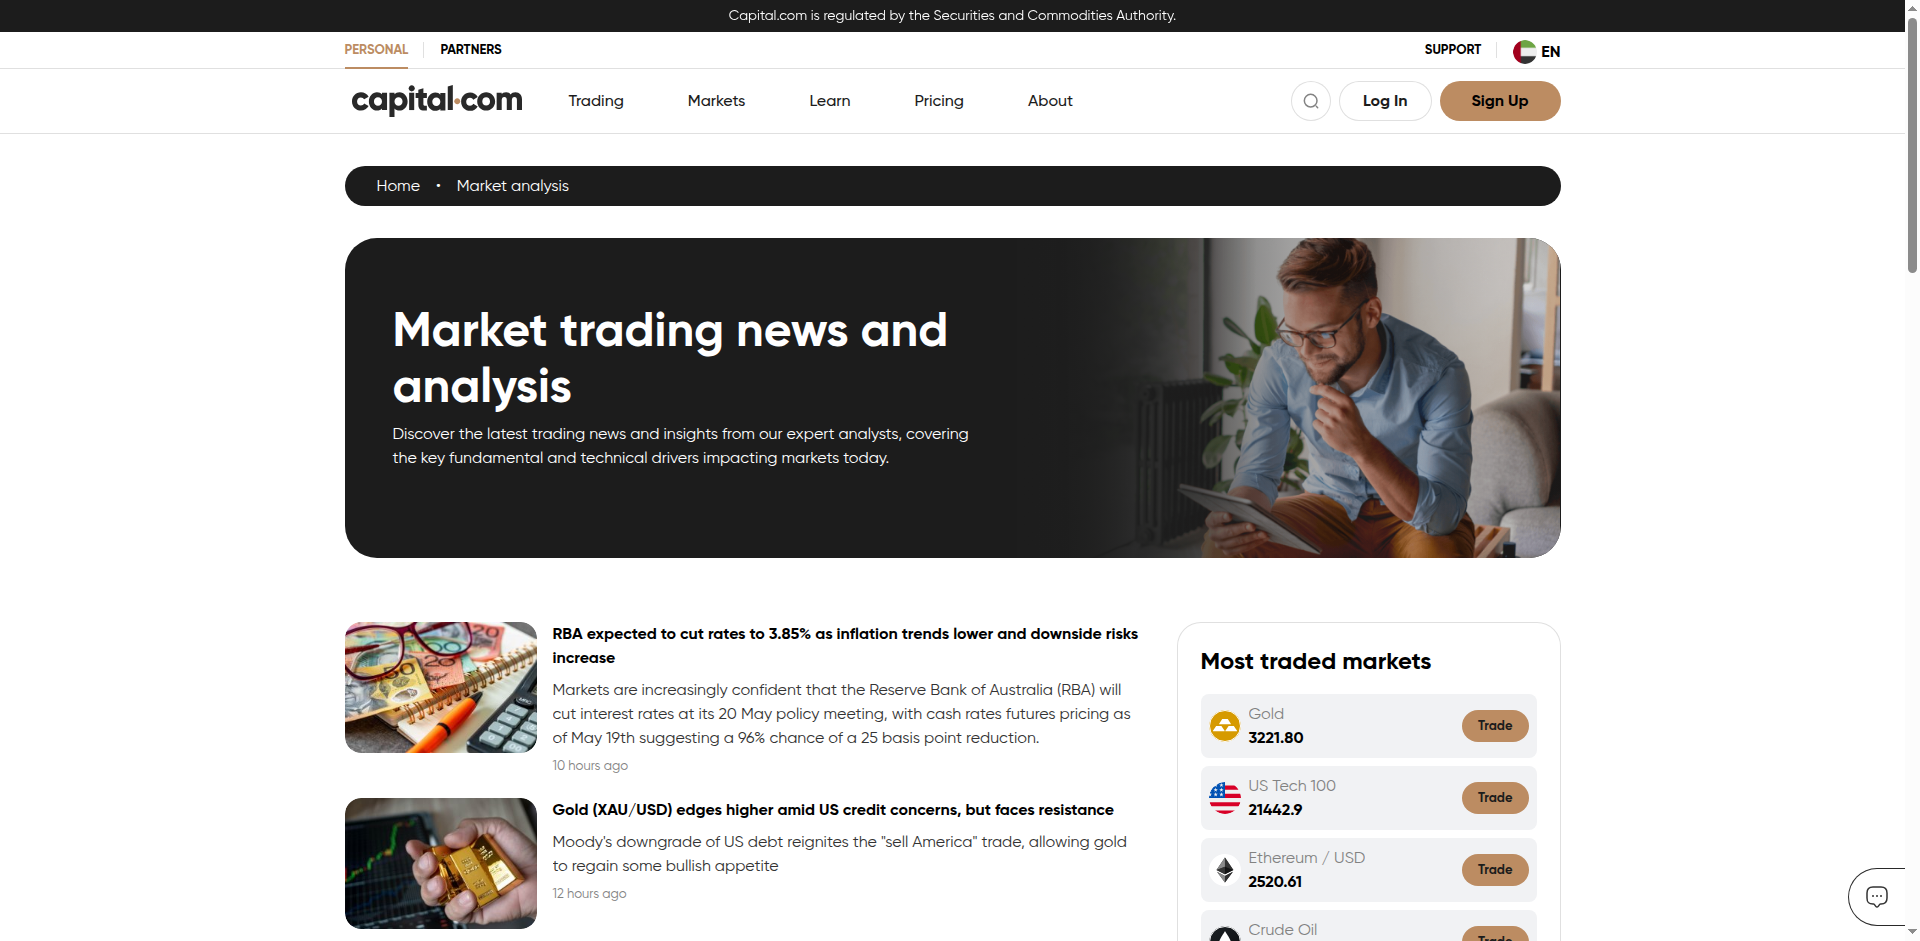 Capital.com is regulated by the Securities and Commodities Authority.
PERSONAL
PARTNERS
SUPPORT
EN
capital.com
Trading
Markets
Learn
Pricing
About
Log In
Sign Up
Home • Market analysis
Market trading news and
analysis
Discover the latest trading news and insights from our expert analysts, covering
the key fundamental and technical drivers impacting markets today.
RBA expected to cut rates to 3.85% as inflation trends lower and downside risks
increase
Markets are increasingly confident that the Reserve Bank of Australia (RBA) will
cut interest rates at its 20 May policy meeting, with cash rates futures pricing as
of May 19th suggesting a 96% chance of a 25 basis point reduction.
10 hours ago
Gold (XAU/USD) edges higher amid US credit concerns, but faces resistance
Moody's downgrade of US debt reignites the "sell America" trade, allowing gold
to regain some bullish appetite
12 hours ago
Most traded markets
Gold
3221.80
Trade
US Tech 100
21442.9
Trade
Ethereum / USD
2520.61
Trade
Crude Oil
Trade